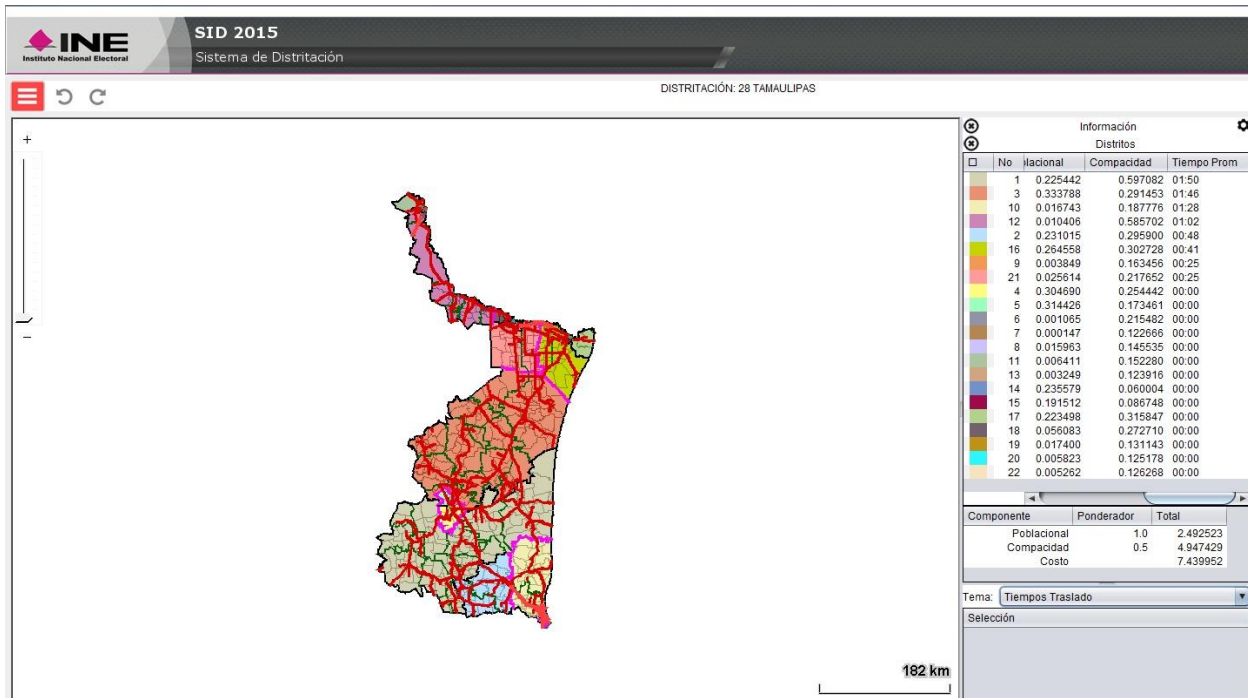 INE
Instituto Nacional Electoral
SID 2015
Sistema de Distritación
DISTRITACIÓN: 28 TAMAULIPAS
+
−
182 km
Información
Distritos
No lacional Compacidad Tiempo Prom
1 0.225442 0.597082 01:50
3 0.333788 0.291453 01:46
10 0.016743 0.187776 01:28
12 0.010406 0.585702 01:02
2 0.231015 0.295900 00:48
16 0.264558 0.302728 00:41
9 0.003849 0.163456 00:25
21 0.025614 0.217652 00:25
4 0.304690 0.254442 00:00
5 0.314426 0.173461 00:00
6 0.001065 0.215482 00:00
7 0.000147 0.122666 00:00
8 0.015963 0.145535 00:00
11 0.006411 0.152280 00:00
13 0.003249 0.123916 00:00
14 0.235579 0.060004 00:00
15 0.191512 0.086748 00:00
17 0.223498 0.315847 00:00
18 0.056083 0.272710 00:00
19 0.017400 0.131143 00:00
20 0.005823 0.125178 00:00
22 0.005262 0.126268 00:00
Componente Ponderador Total
Poblacional 1.0 2.492523
Compacidad 0.5 4.947429
Costo 7.439952
Tema: Tiempos Traslado
Selección